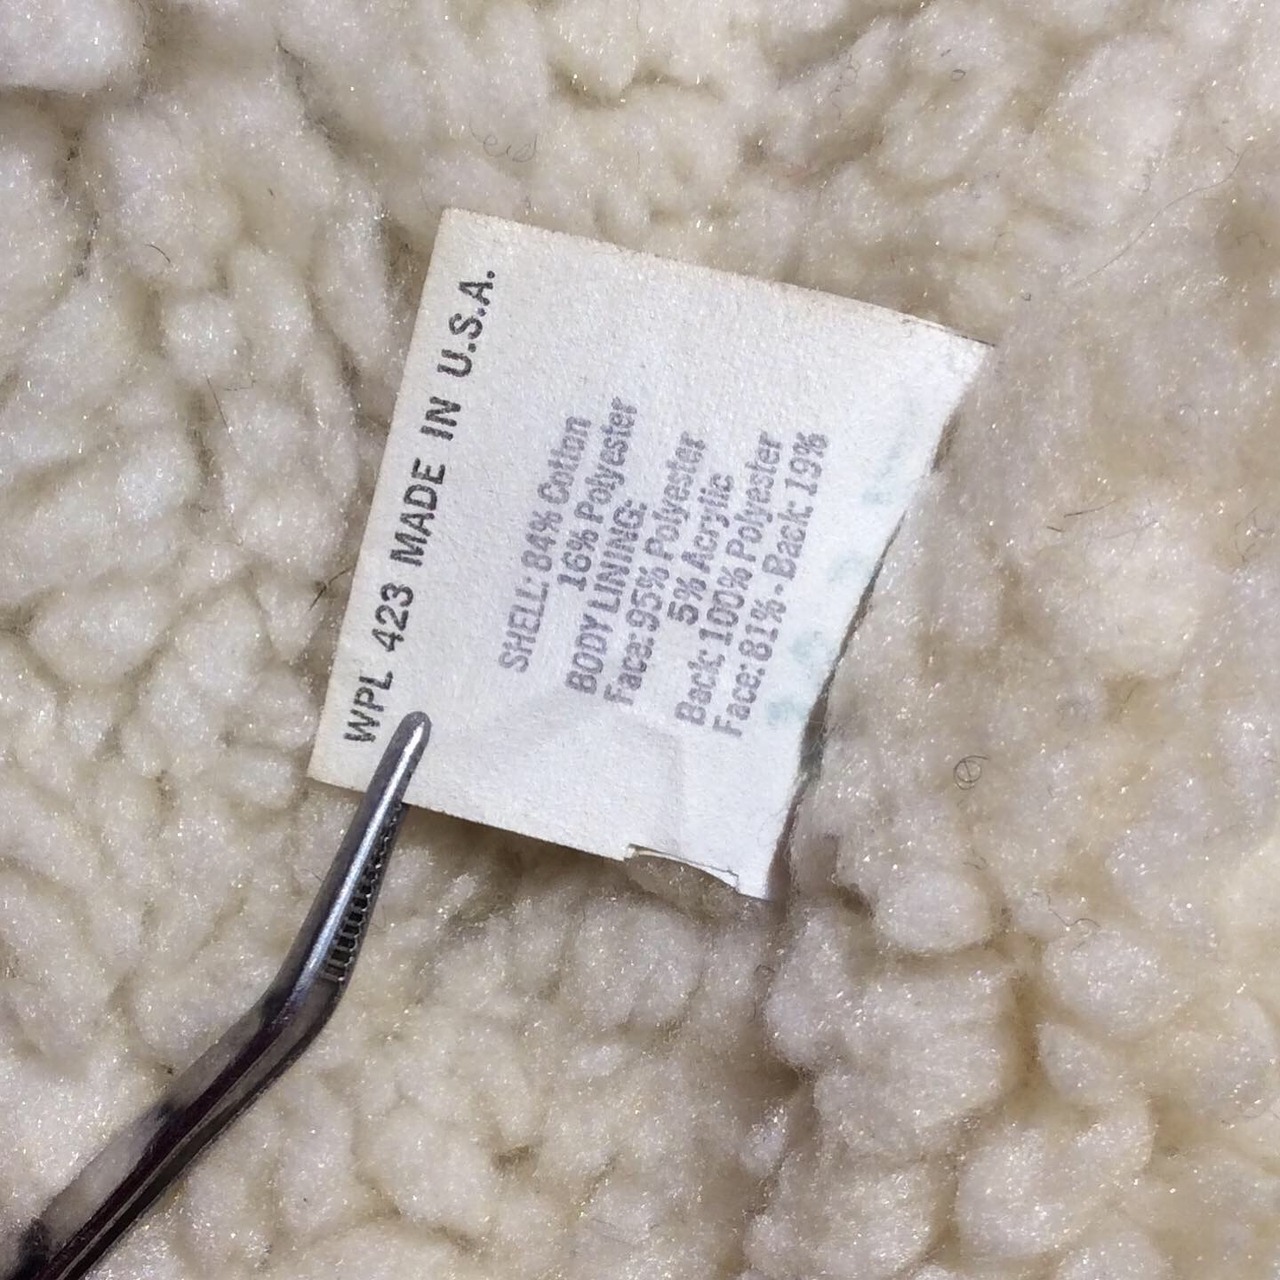 WPL 423 MADE IN U.S.A.
SHELL: 84% Cotton
16% Polyester
BODY LINING:
Face: 95% Polyester
5% Acrylic
Back: 100% Polyester
Face: 81% - Back: 19%